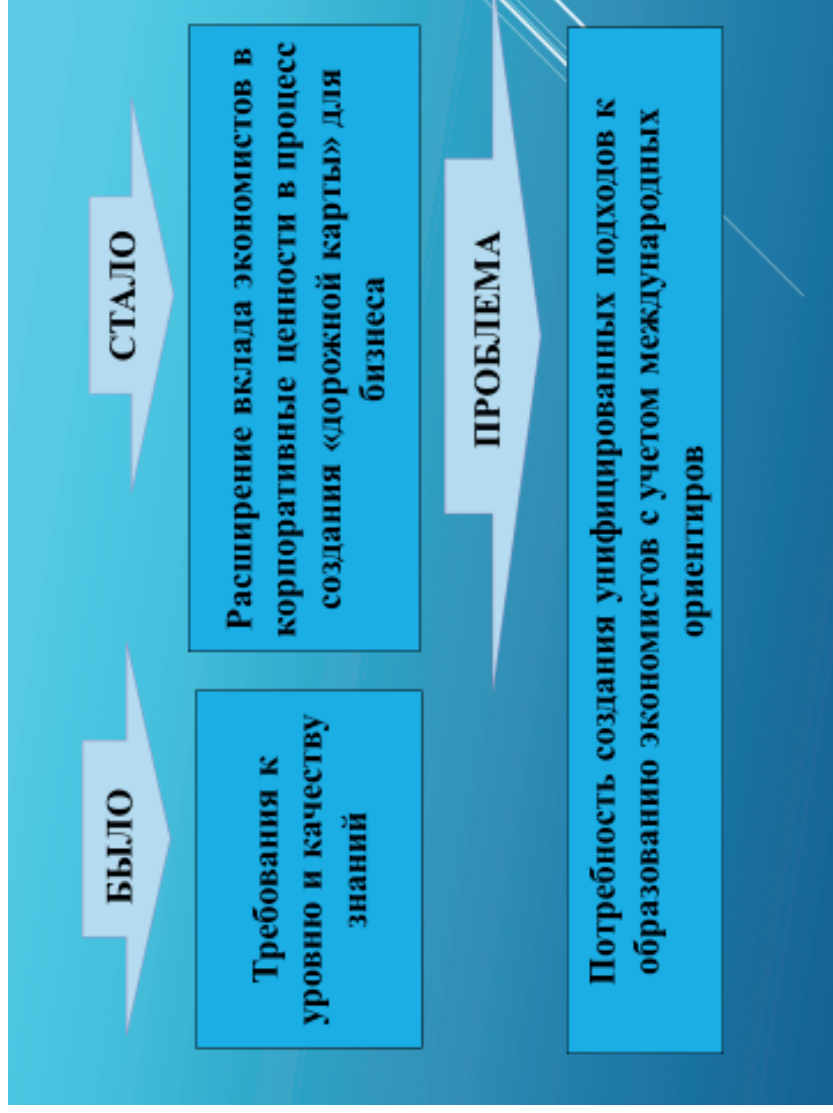 БЫЛО
СТАЛО
Требования к
уровню и качеству
знаний
Расширение вклада экономистов в
корпоративные ценности в процесс
создания «дорожной карты» для
бизнеса
ПРОБЛЕМА
Потребность создания унифицированных подходов к
образованию экономистов с учетом международных
ориентиров